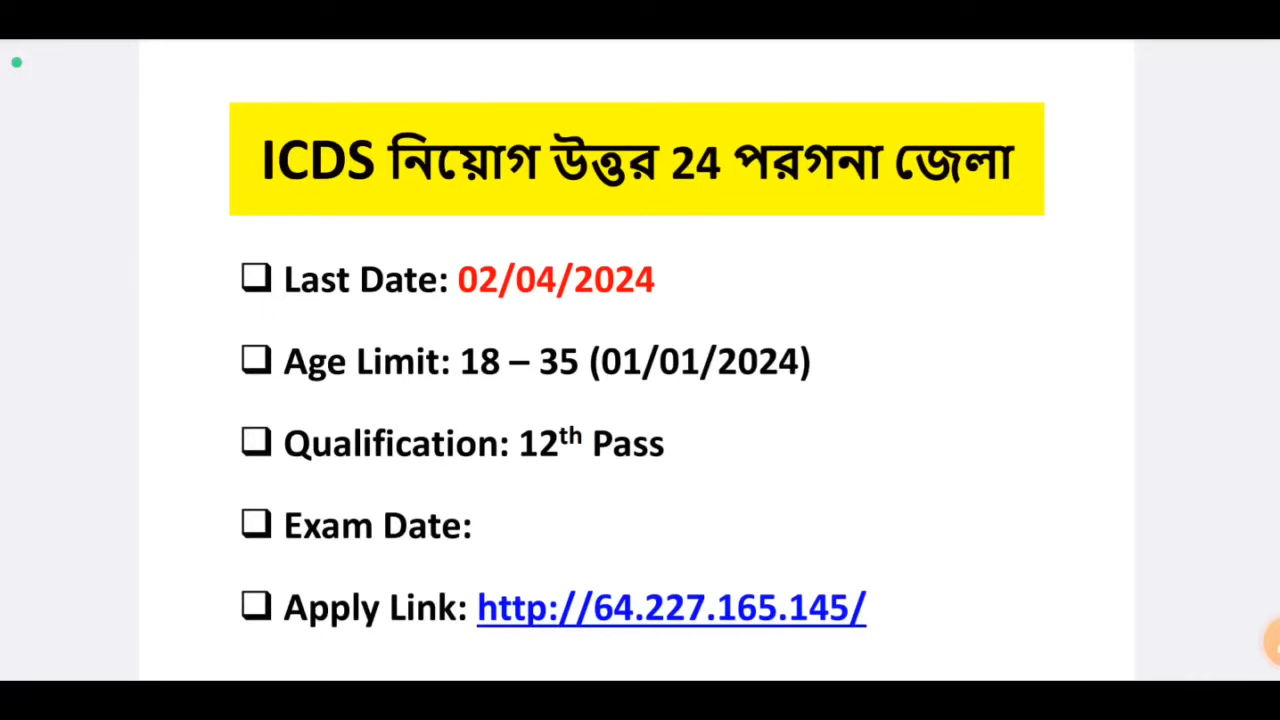 ICDS নিয়োগ উত্তর 24 পরগনা জেলা
Last Date: 02/04/2024
Age Limit: 18 – 35 (01/01/2024)
Qualification: 12th Pass
Exam Date:
Apply Link: http://64.227.165.145/